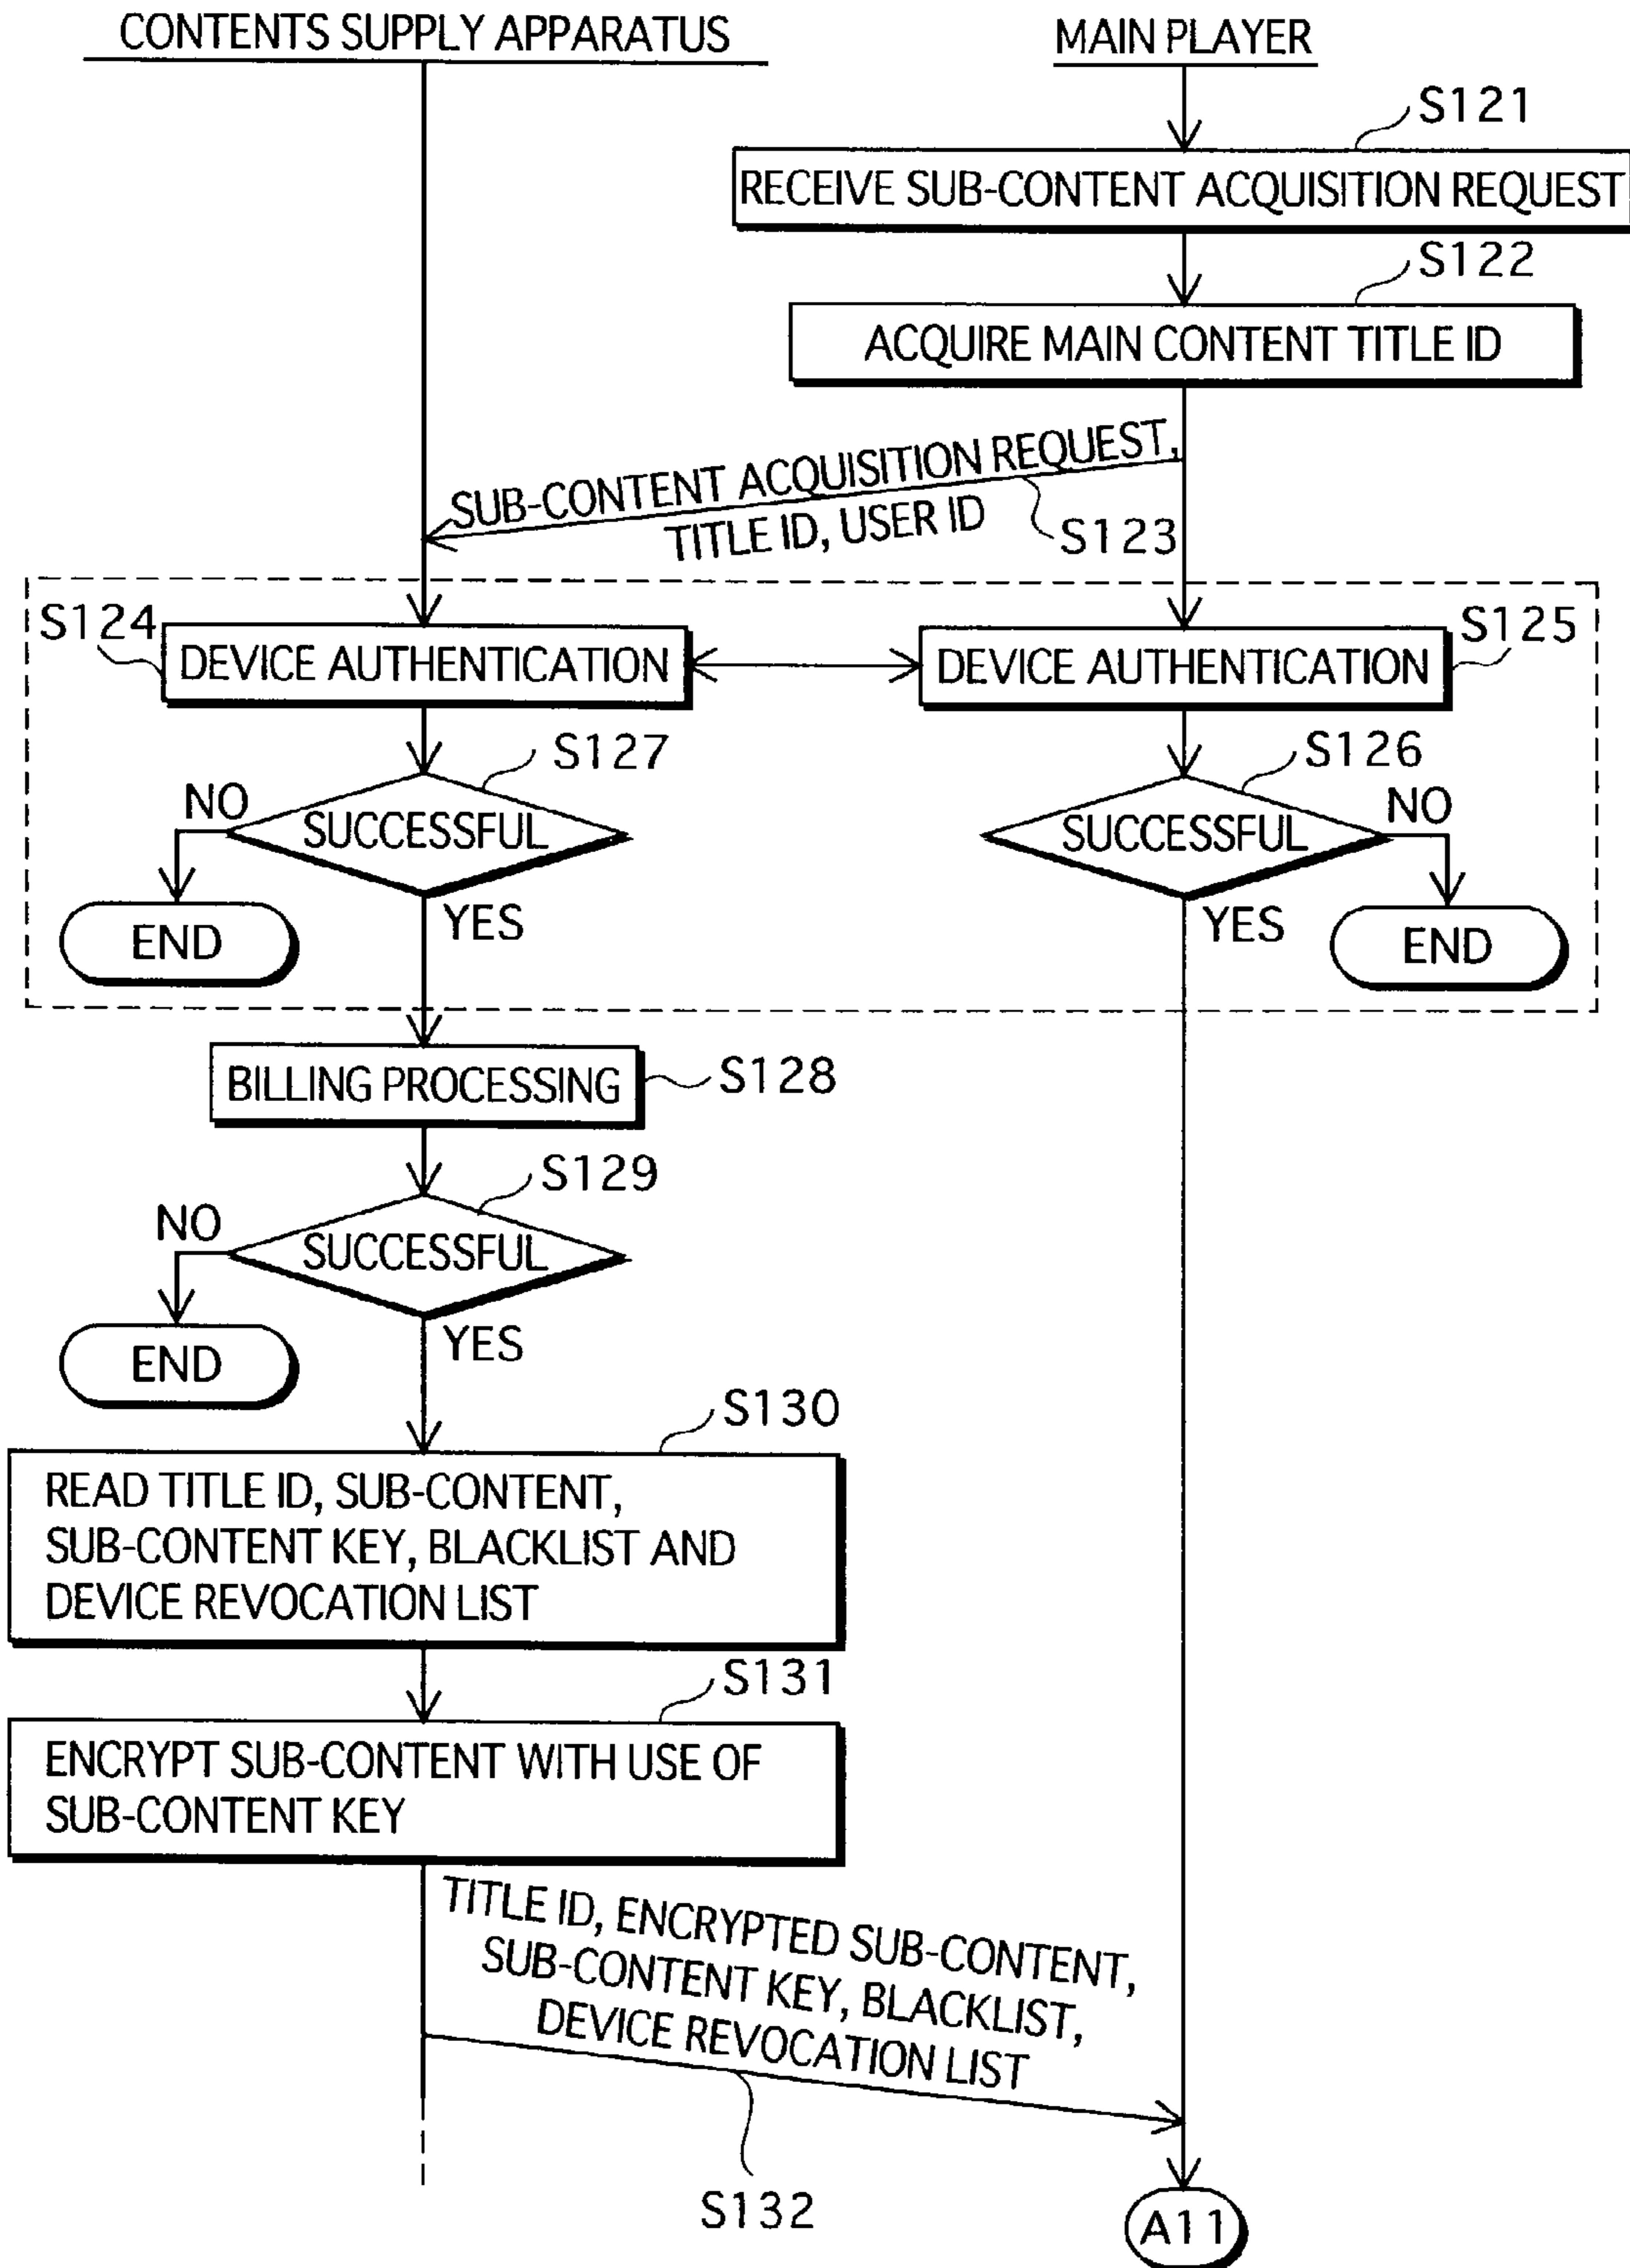 CONTENTS SUPPLY APPARATUS
MAIN PLAYER
S121
RECEIVE SUB-CONTENT ACQUISITION REQUEST
S122
ACQUIRE MAIN CONTENT TITLE ID
SUB-CONTENT ACQUISITION REQUEST,
TITLE ID, USER ID
S123
S124
DEVICE AUTHENTICATION
DEVICE AUTHENTICATION
S125
S127
S126
NO
SUCCESSFUL
SUCCESSFUL
NO
END
YES
YES
END
BILLING PROCESSING
S128
S129
NO
SUCCESSFUL
END
YES
S130
READ TITLE ID, SUB-CONTENT,
SUB-CONTENT KEY, BLACKLIST AND
DEVICE REVOCATION LIST
S131
ENCRYPT SUB-CONTENT WITH USE OF
SUB-CONTENT KEY
TITLE ID, ENCRYPTED SUB-CONTENT,
SUB-CONTENT KEY, BLACKLIST,
DEVICE REVOCATION LIST
S132
A11